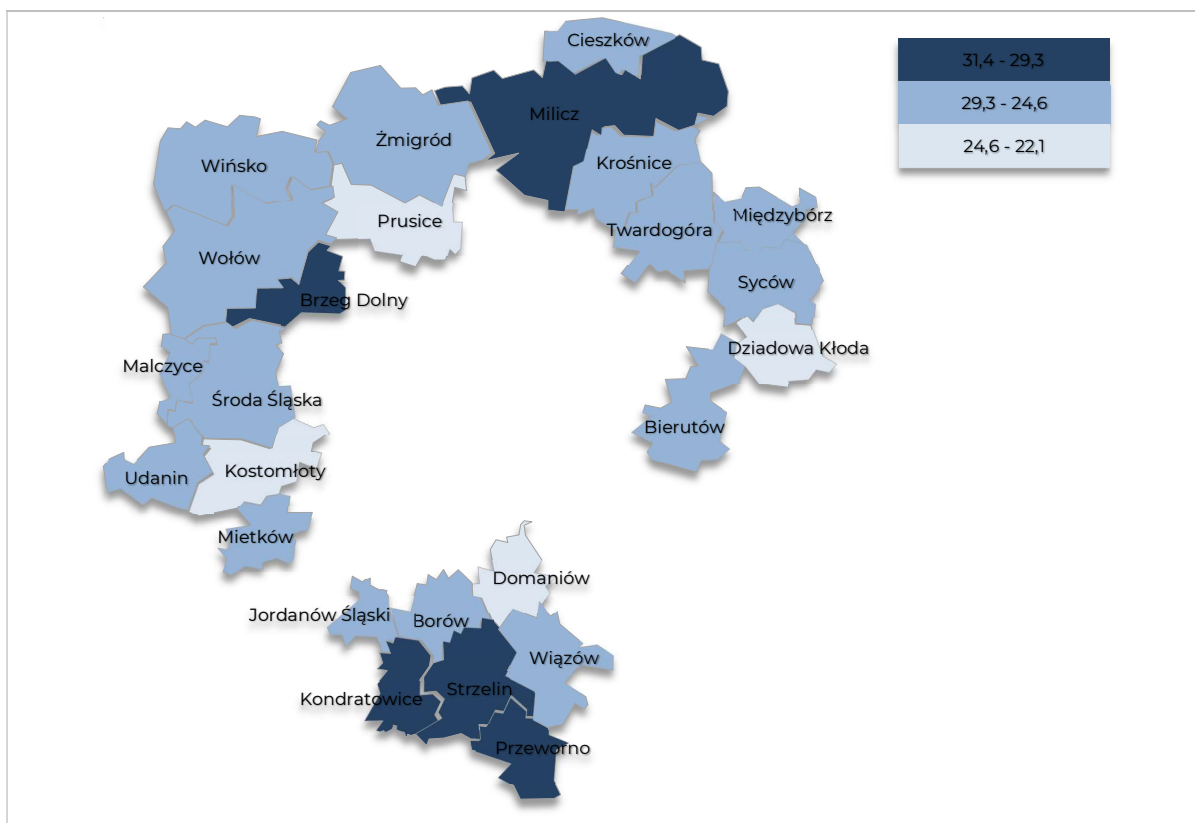 Cieszków
31,4 - 29,3
29,3 - 24,6
24,6 - 22,1
Milicz
Żmigród
Wińsko
Krośnice
Prusice
Międzybórz
Twardogóra
Wołów
Syców
Brzeg Dolny
Dziadowa Kłoda
Malczyce
Środa Śląska
Bierutów
Kostomłoty
Udanin
Mietków
Domaniów
Jordanów Śląski
Borów
Wiązów
Strzelin
Kondratowice
Przeworno